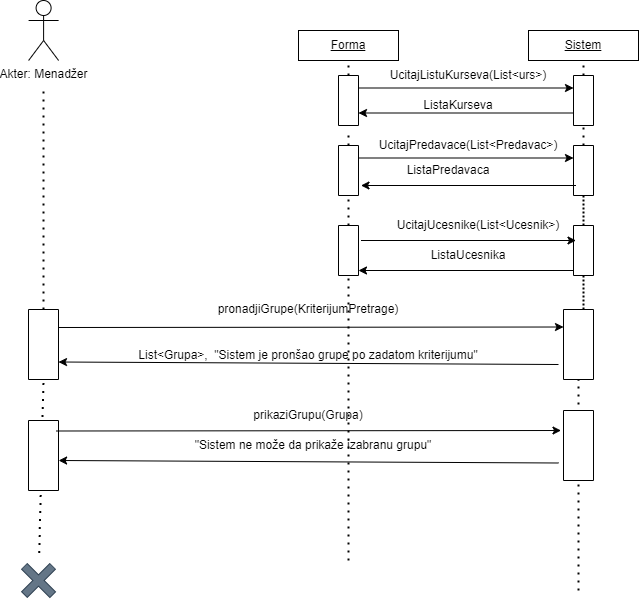 Forma
Sistem
Akter: Menadžer
UcitajListuKurseva(List<urs>)
ListaKurseva
UcitajPredavace(List<Predavac>)
ListaPredavaca
UcitajUcesnike(List<Ucesnik>)
ListaUcesnika
pronadjiGrupe(KriterijumPretrage)
List<Grupa>, "Sistem je pronšao grupe po zadatom kriterijumu"
prikaziGrupu(Grupa)
"Sistem ne može da prikaže izabranu grupu"